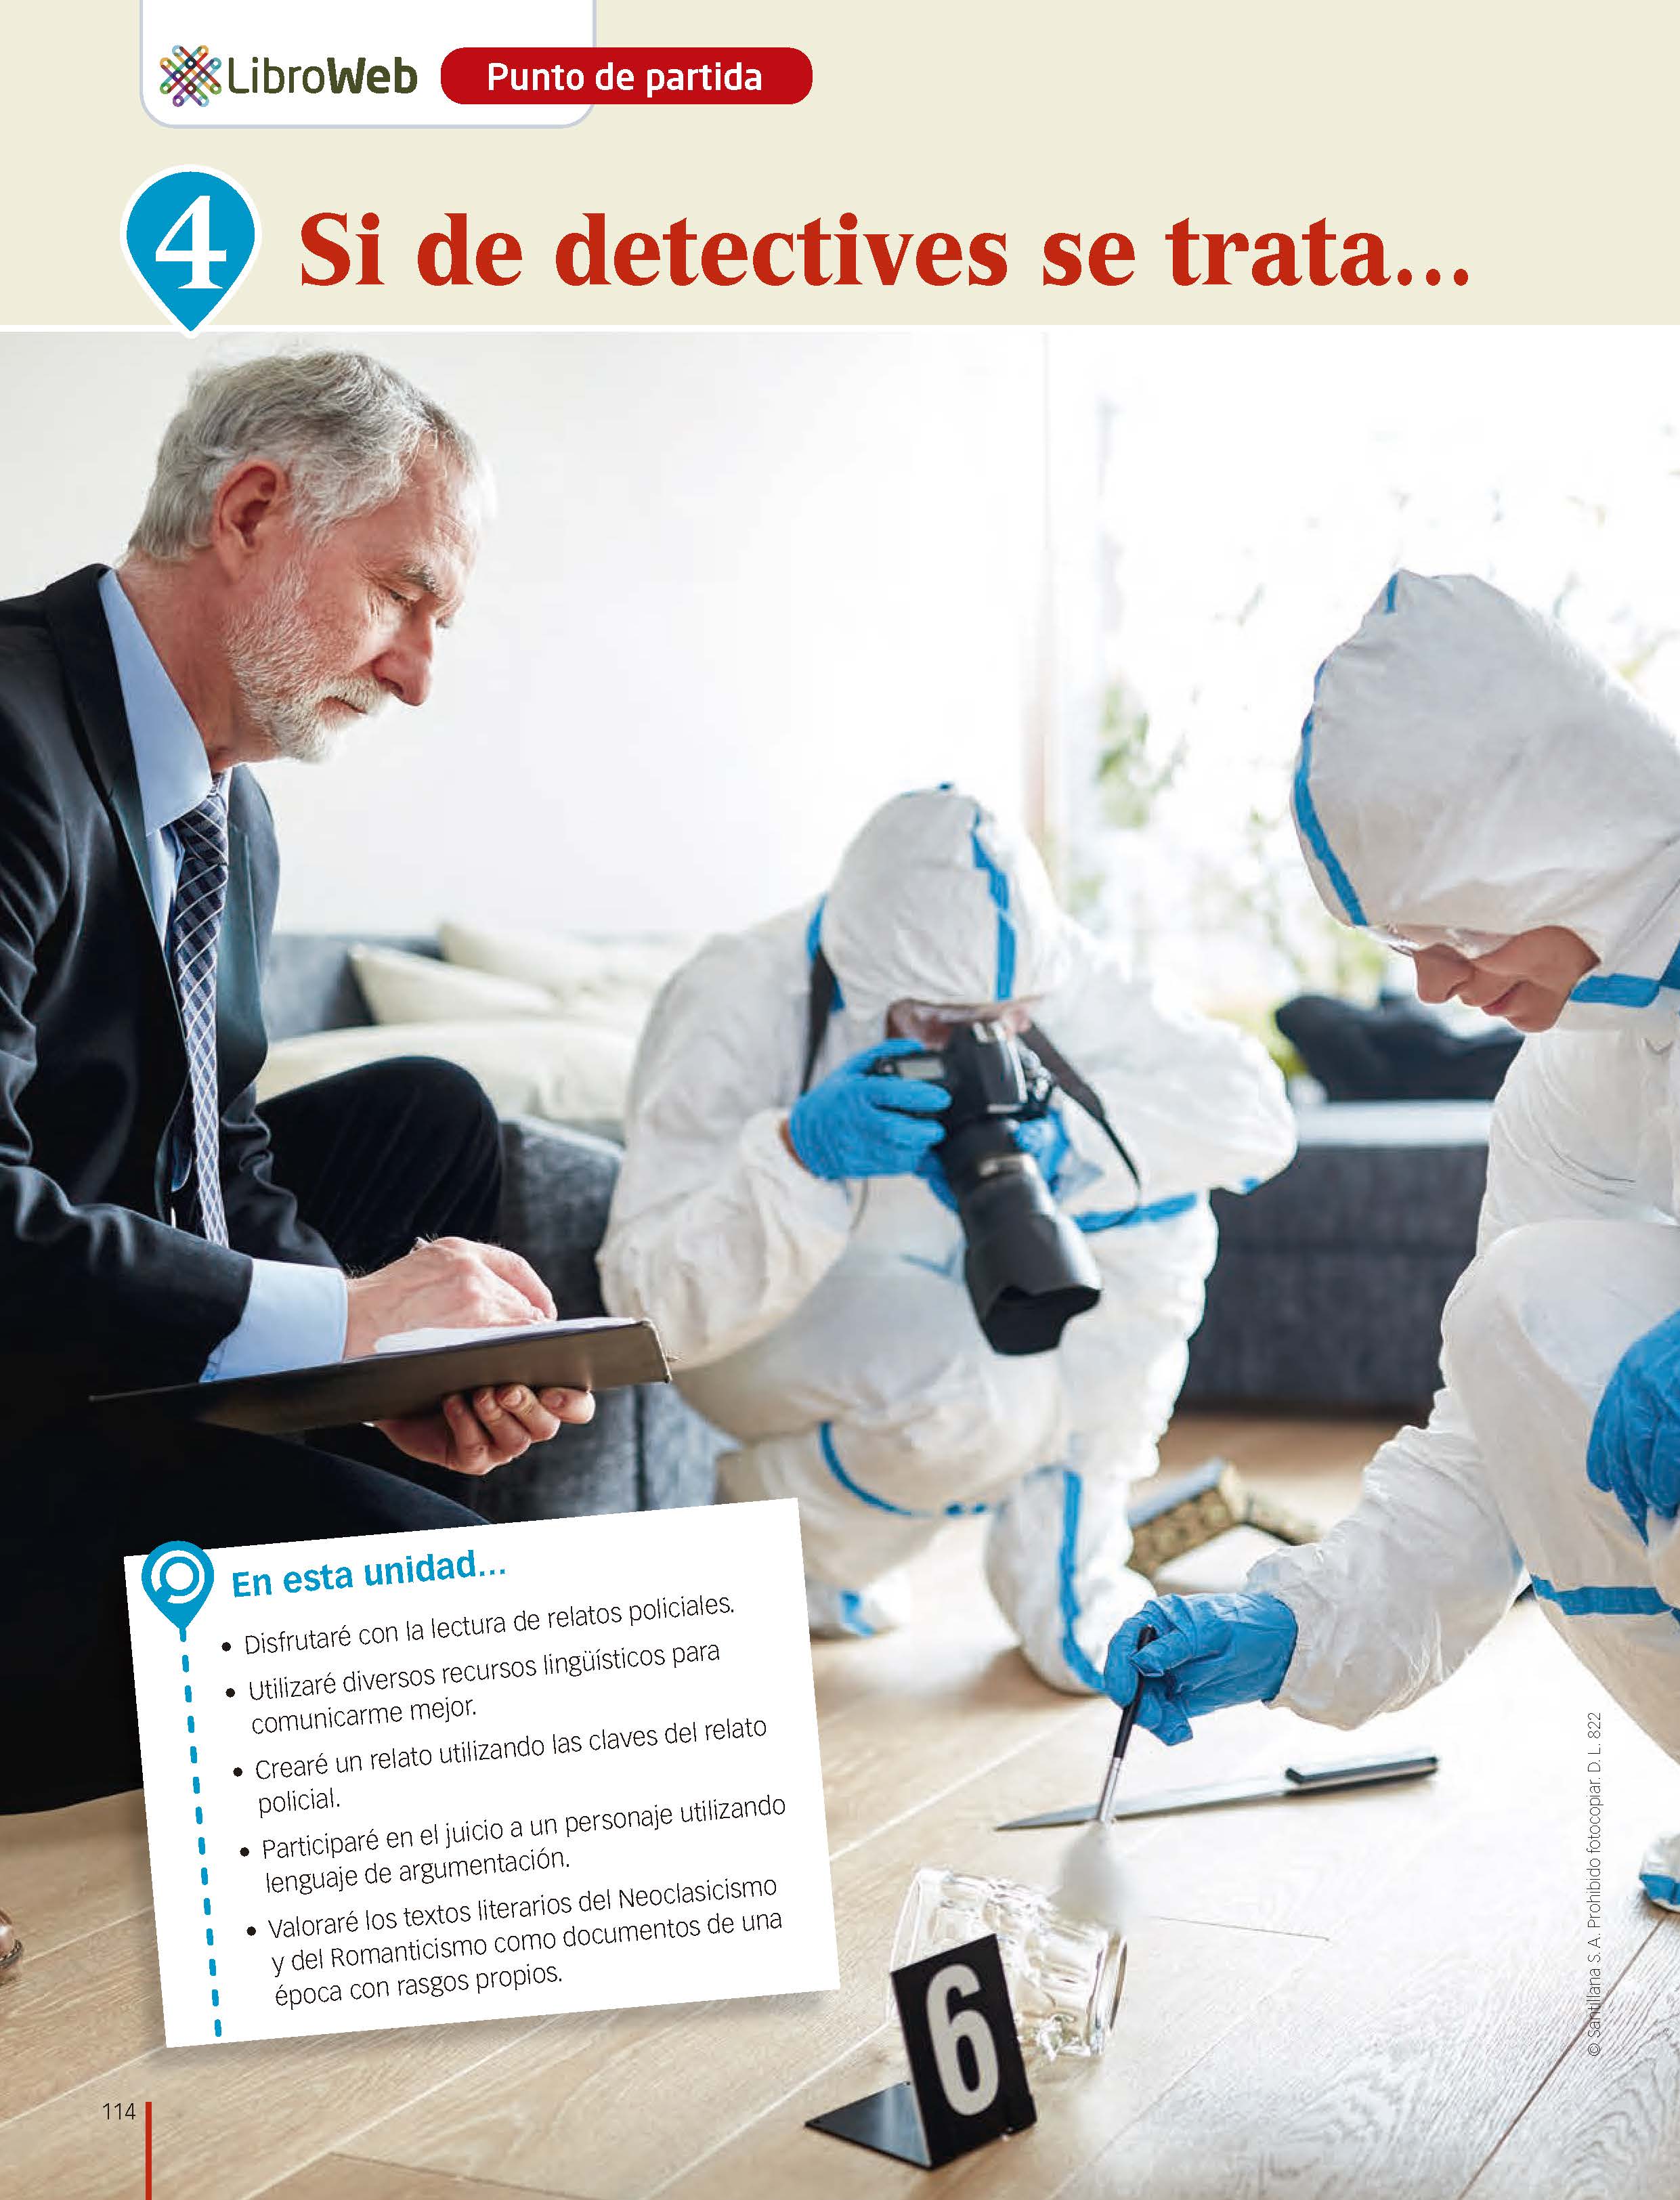 LibroWeb Punto de partida
4 Si de detectives se trata...
En esta unidad...
• Disfrutaré con la lectura de relatos policiales.
• Utilizaré diversos recursos lingüísticos para
comunicarme mejor.
• Crearé un relato utilizando las claves del relato
policial.
• Participaré en el juicio a un personaje utilizando
lenguaje de argumentación.
• Valoraré los textos literarios del Neoclasicismo
y del Romanticismo como documentos de una
época con rasgos propios.
6
© Santillana S. A. Prohibido fotocopiar. D. L. 822
114